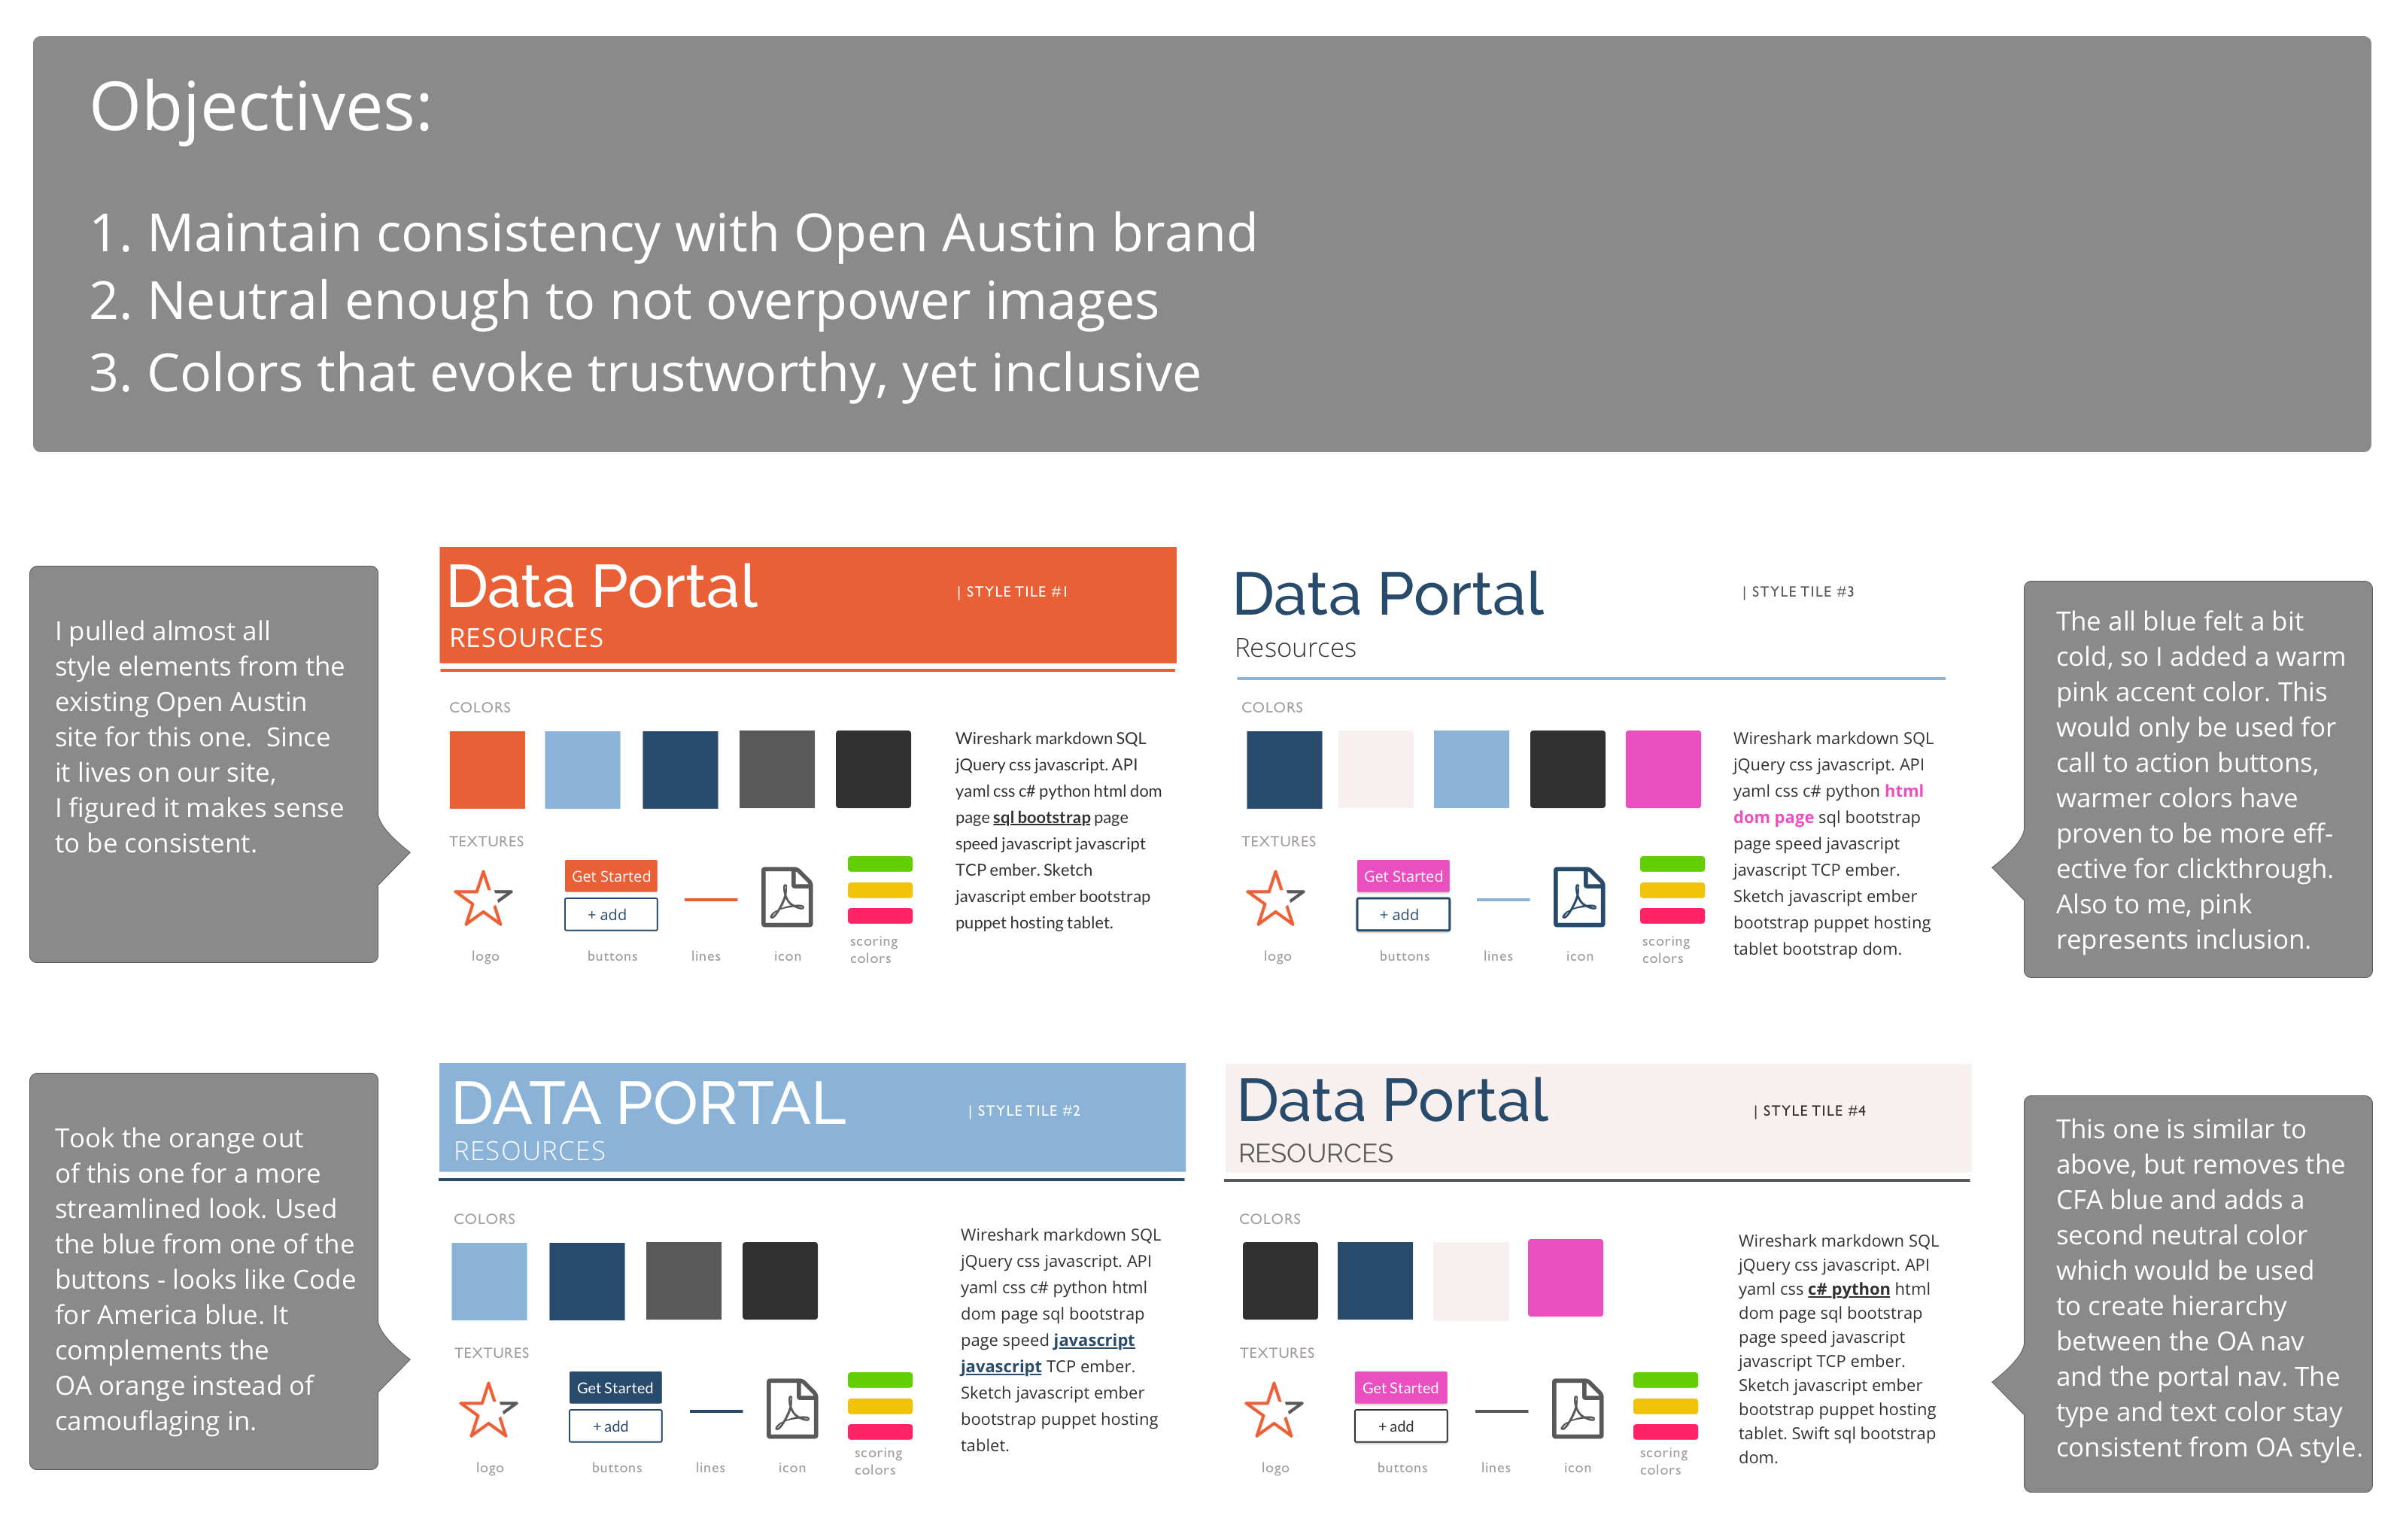 Objectives:
1. Maintain consistency with Open Austin brand
2. Neutral enough to not overpower images
3. Colors that evoke trustworthy, yet inclusive
I pulled almost all
style elements from the
existing Open Austin
site for this one.  Since
it lives on our site,
I figured it makes sense
to be consistent.
Data Portal
| STYLE TILE #1
RESOURCES
COLORS
Wireshark markdown SQL
jQuery css javascript. API
yaml css c# python html dom
page sql bootstrap page
speed javascript javascript
TCP ember. Sketch
javascript ember bootstrap
puppet hosting tablet.
TEXTURES
Get Started
+ add
logo
buttons
lines
icon
scoring
colors
Data Portal
| STYLE TILE #3
Resources
COLORS
Wireshark markdown SQL
jQuery css javascript. API
yaml css c# python html
dom page sql bootstrap
page speed javascript
javascript TCP ember.
Sketch javascript ember
bootstrap puppet hosting
tablet bootstrap dom.
TEXTURES
Get Started
+ add
logo
buttons
lines
icon
scoring
colors
The all blue felt a bit
cold, so I added a warm
pink accent color. This
would only be used for
call to action buttons,
warmer colors have
proven to be more eff-
ective for clickthrough.
Also to me, pink
represents inclusion.
Took the orange out
of this one for a more
streamlined look. Used
the blue from one of the
buttons - looks like Code
for America blue. It
complements the
OA orange instead of
camouflaging in.
DATA PORTAL
| STYLE TILE #2
RESOURCES
COLORS
Wireshark markdown SQL
jQuery css javascript. API
yaml css c# python html
dom page sql bootstrap
page speed javascript
javascript TCP ember.
Sketch javascript ember
bootstrap puppet hosting
tablet.
TEXTURES
Get Started
+ add
logo
buttons
lines
icon
scoring
colors
Data Portal
| STYLE TILE #4
RESOURCES
COLORS
Wireshark markdown SQL
jQuery css javascript. API
yaml css c# python html
dom page sql bootstrap
page speed javascript
javascript TCP ember.
Sketch javascript ember
bootstrap puppet hosting
tablet. Swift sql bootstrap
dom.
TEXTURES
Get Started
+ add
logo
buttons
lines
icon
scoring
colors
This one is similar to
above, but removes the
CFA blue and adds a
second neutral color
which would be used
to create hierarchy
between the OA nav
and the portal nav. The
type and text color stay
consistent from OA style.